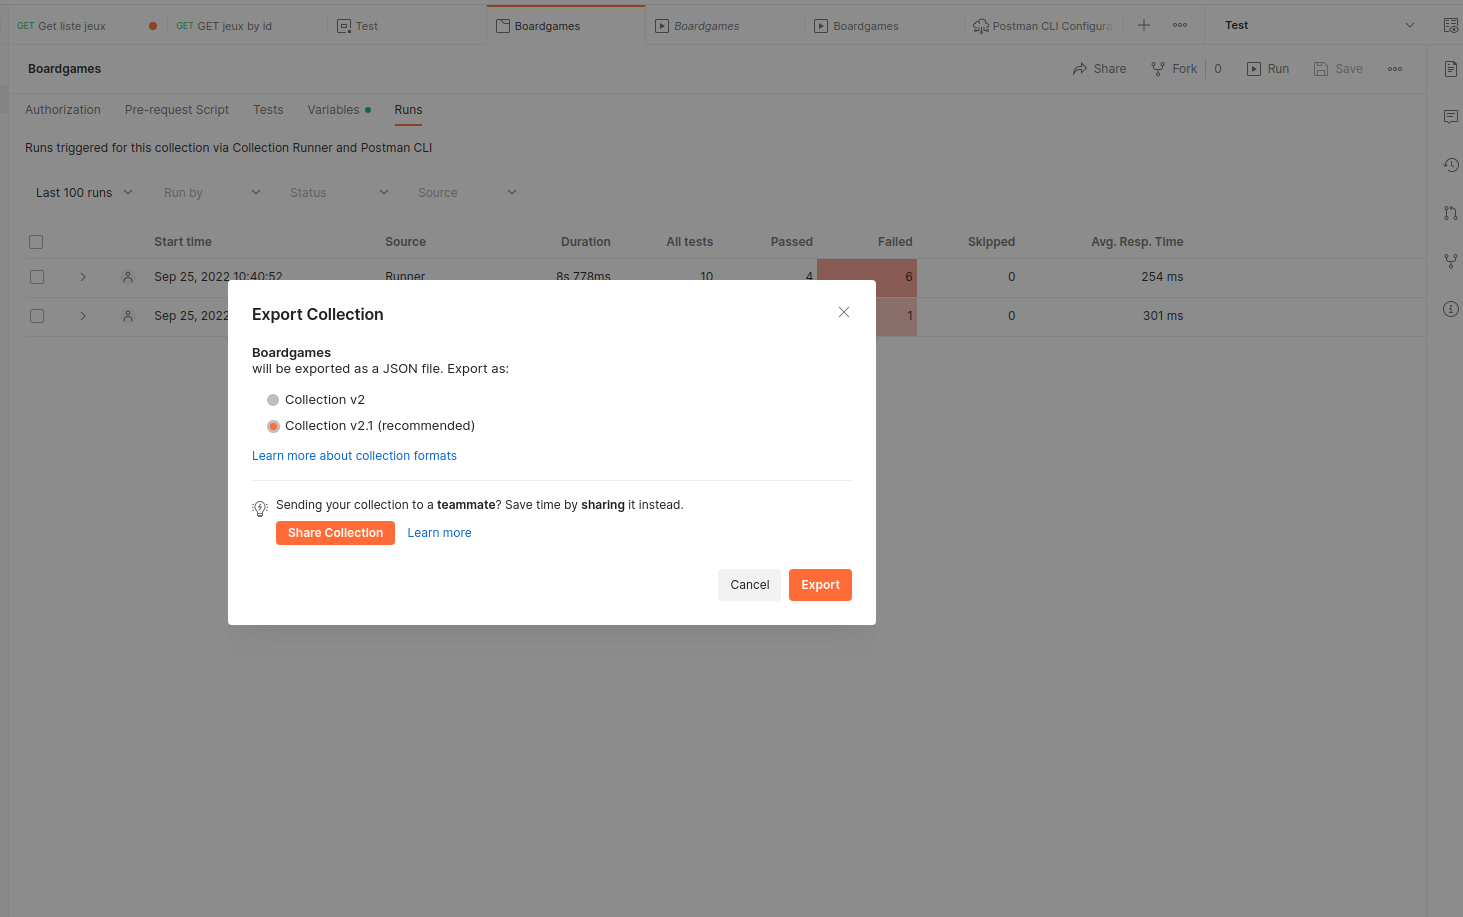 GET Get liste jeux GET GET jeux by id Test Boardgames Boardgames Boardgames Postman CLI Configura Test
Boardgames Share Fork 0 Run Save
Authorization Pre-request Script Tests Variables Runs
Runs triggered for this collection via Collection Runner and Postman CLI
Last 100 runs Run by Status Source
Start time Source Duration All tests Passed Failed Skipped Avg. Resp. Time
Sep 25, 2022 10:40:52 Runner 8s 778ms 10 4 6 0 254 ms
Sep 25, 2022 1 0 301 ms
Export Collection
Boardgames
will be exported as a JSON file. Export as:
Collection v2
Collection v2.1 (recommended)
Learn more about collection formats
Sending your collection to a teammate? Save time by sharing it instead.
Share Collection Learn more
Cancel Export